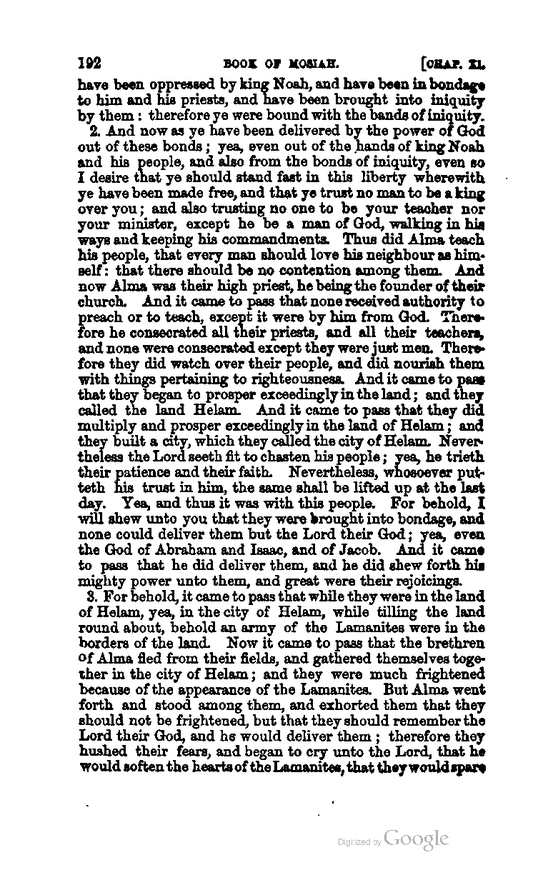 192 BOOK OF MOSIAH. [CHAP. XI.
have been oppressed by king Noah, and have been in bondage
to him and his priests, and have been brought into iniquity
by them : therefore ye were bound with the bands of iniquity.
2. And now as ye have been delivered by the power of God
out of these bonds ; yea, even out of the hands of king Noah
and his people, and also from the bonds of iniquity, even so
I desire that ye should stand fast in this liberty wherewith
ye have been made free, and that ye trust no man to be a king
over you ; and also trusting no one to be your teacher nor
your minister, except he be a man of God, walking in his
ways and keeping his commandments. Thus did Alma teach
his people, that every man should love his neighbour as him-
self : that there should be no contention among them. And
now Alma was their high priest, he being the founder of their
church. And it came to pass that none received authority to
preach or to teach, except it were by him from God. There-
fore he consecrated all their priests, and all their teachers,
and none were consecrated except they were just men. There-
fore they did watch over their people, and did nourish them
with things pertaining to righteousness. And it came to pass
that they began to prosper exceedingly in the land ; and they
called the land Helam. And it came to pass that they did
multiply and prosper exceedingly in the land of Helam ; and
they built a city, which they called the city of Helam. Never-
theless the Lord seeth fit to chasten his people ; yea, he trieth
their patience and their faith. Nevertheless, whosoever put-
teth his trust in him, the same shall be lifted up at the last
day. Yea, and thus it was with this people. For behold, I
will shew unto you that they were brought into bondage, and
none could deliver them but the Lord their God ; yea, even
the God of Abraham and Isaac, and of Jacob. And it came
to pass that he did deliver them, and he did shew forth his
mighty power unto them, and great were their rejoicings.
3. For behold, it came to pass that while they were in the land
of Helam, yea, in the city of Helam, while tilling the land
round about, behold an army of the Lamanites were in the
borders of the land. Now it came to pass that the brethren
of Alma fled from their fields, and gathered themselves toge-
ther in the city of Helam ; and they were much frightened
because of the appearance of the Lamanites. But Alma went
forth and stood among them, and exhorted them that they
should not be frightened, but that they should remember the
Lord their God, and he would deliver them ; therefore they
hushed their fears, and began to cry unto the Lord, that he
would soften the hearts of the Lamanites, that they would spare
Digitized by Google